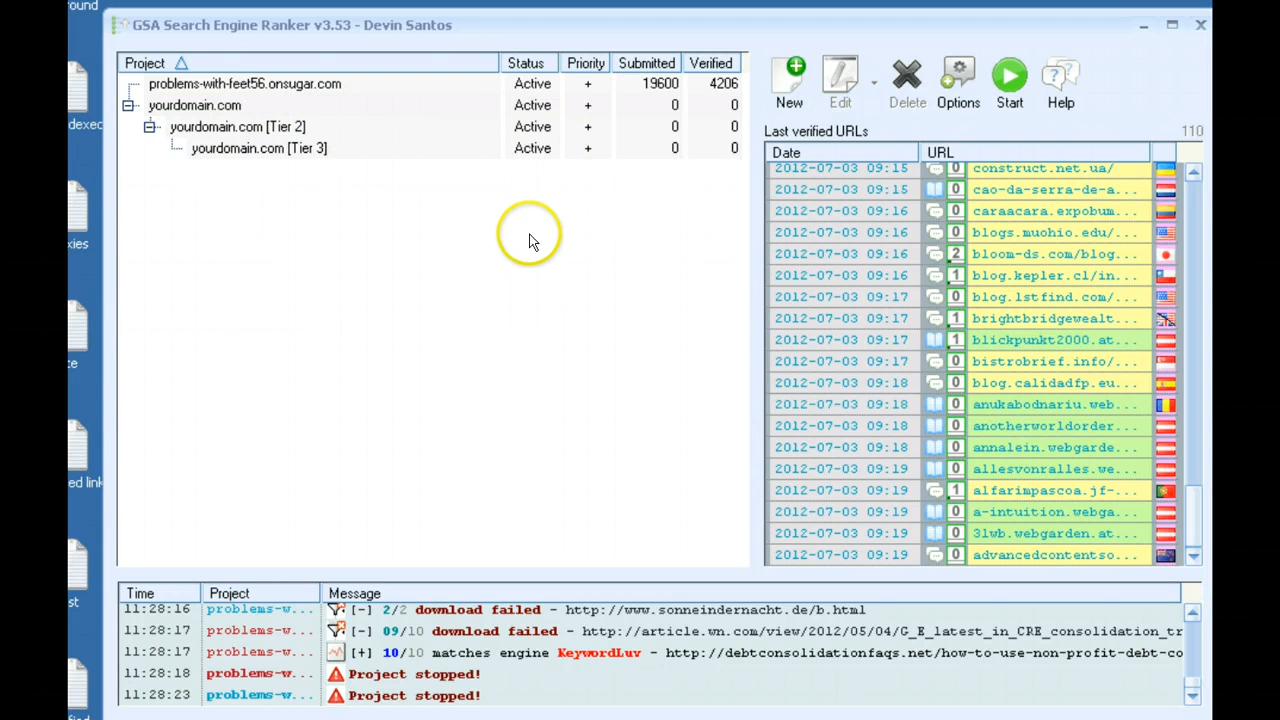 round
GSA Search Engine Ranker v3.53 - Devin Santos
Project Status Priority Submitted Verified
problems-with-feet56.onsugar.com Active + 19600 4206
yourdomain.com Active + 0 0
yourdomain.com [Tier 2] Active + 0 0
yourdomain.com [Tier 3] Active + 0 0
New Edit Delete Options Start Help
Last verified URLs 110
Date URL
2012-07-03 09:15 0 construct.net.ua/
2012-07-03 09:15 0 cao-da-serra-de-a...
2012-07-03 09:16 0 caraacara.expobum...
2012-07-03 09:16 0 blogs.muohio.edu/
2012-07-03 09:16 2 bloom-ds.com/blog...
2012-07-03 09:16 1 blog.kepler.cl/in...
2012-07-03 09:17 0 blog.lstfind.com/
2012-07-03 09:17 1 brightbridgewealt...
2012-07-03 09:17 1 blickpunkt2000.at...
2012-07-03 09:17 0 bistrobrief.info/
2012-07-03 09:18 0 blog.calidadfp.eu...
2012-07-03 09:18 0 anukabodnariu.web...
2012-07-03 09:18 0 anotherworldorder...
2012-07-03 09:18 0 annalein.webgarde...
2012-07-03 09:19 0 allesvonralles.we...
2012-07-03 09:19 1 alfarimpascoa.jf-...
2012-07-03 09:19 0 a-intuition.webga...
2012-07-03 09:19 0 3lwb.webgarden.at...
2012-07-03 09:19 0 advancedcontentso...
dexec
xies
te
ed link
st
Time Project Message
11:28:16 problems-w... [-] 2/2 download failed - http://www.sonneindernacht.de/b.html
11:28:17 problems-w... [-] 09/10 download failed - http://article.wn.com/view/2012/05/04/G_E_latest_in_CRE_consolidation_tr
11:28:17 problems-w... [+] 10/10 matches engine KeywordLuv - http://debtconsolidationfaqs.net/how-to-use-non-profit-debt-co
11:28:18 problems-w... Project stopped!
11:28:23 problems-w... Project stopped!